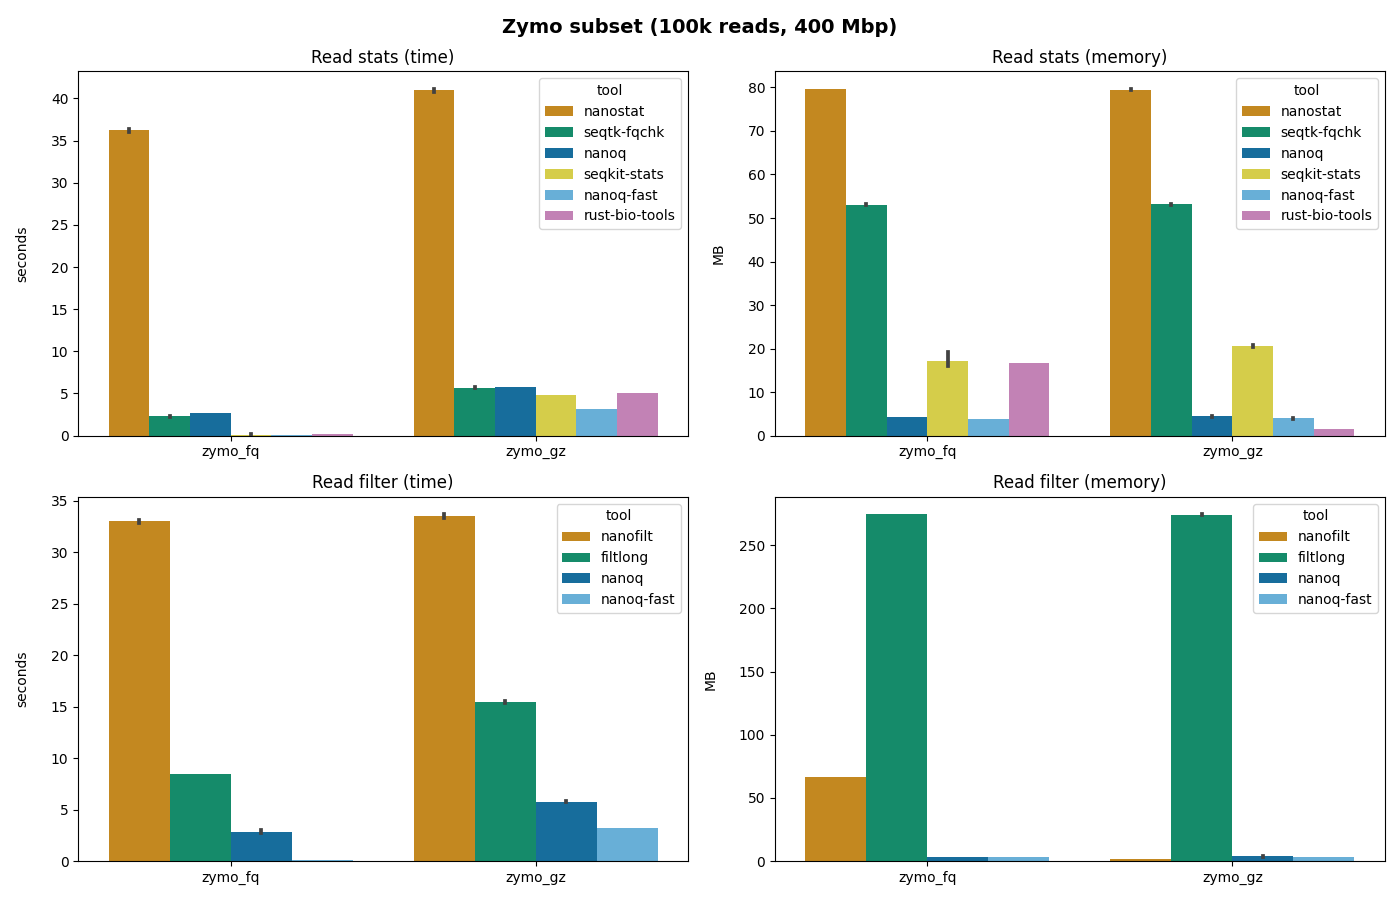 Zymo subset (100k reads, 400 Mbp)
Read stats (time)
seconds
40
35
30
25
20
15
10
5
0
zymo_fq
zymo_gz
tool
nanostat
seqtk-fqchk
nanoq
seqkit-stats
nanoq-fast
rust-bio-tools
Read stats (memory)
MB
80
70
60
50
40
30
20
10
0
zymo_fq
zymo_gz
tool
nanostat
seqtk-fqchk
nanoq
seqkit-stats
nanoq-fast
rust-bio-tools
Read filter (time)
seconds
35
30
25
20
15
10
5
0
zymo_fq
zymo_gz
tool
nanofilt
filtlong
nanoq
nanoq-fast
Read filter (memory)
MB
250
200
150
100
50
0
zymo_fq
zymo_gz
tool
nanofilt
filtlong
nanoq
nanoq-fast